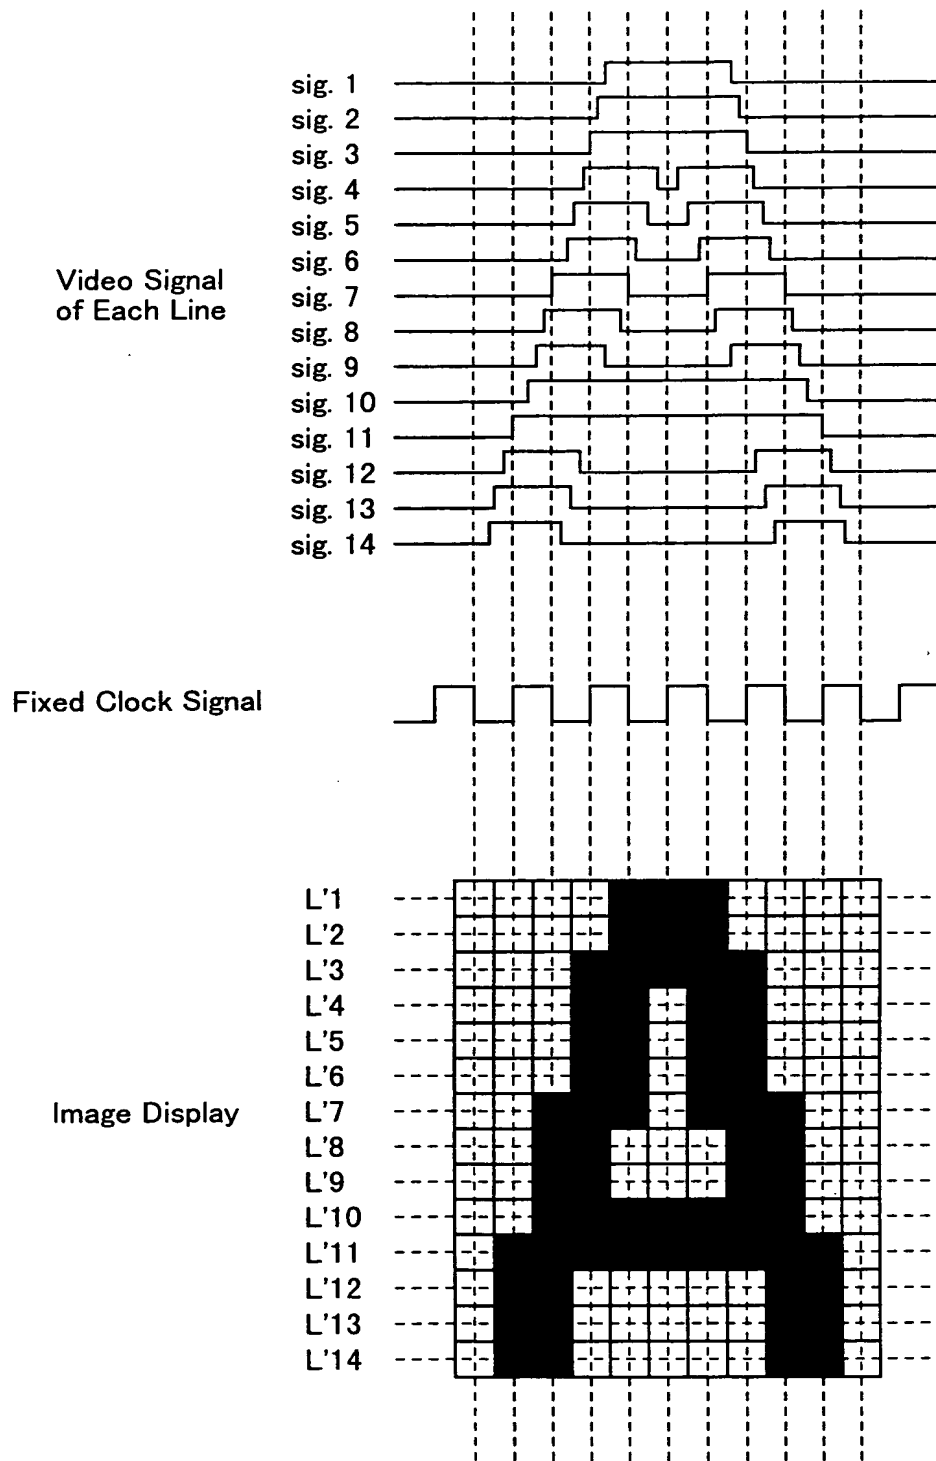 sig. 1
sig. 2
sig. 3
sig. 4
sig. 5
sig. 6
Video Signal
of Each Line
sig. 7
sig. 8
sig. 9
sig. 10
sig. 11
sig. 12
sig. 13
sig. 14
Fixed Clock Signal
L'1
L'2
L'3
L'4
L'5
L'6
Image Display
L'7
L'8
L'9
L'10
L'11
L'12
L'13
L'14